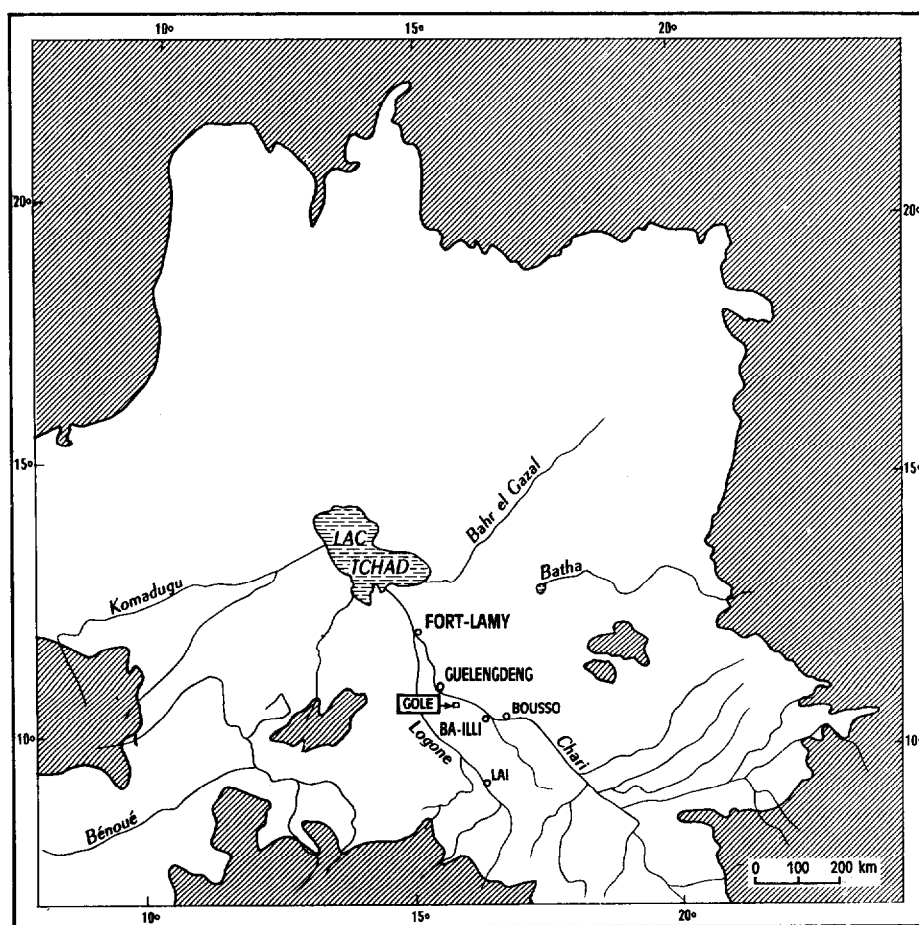 10° 15° 20°
20° 20°
15° 15°
Bahr el Gazal
LAC
TCHAD
Batha
Komadugu
FORT-LAMY
GUELENGDENG
GOLE
BOUSSO
BA-ILLI
10° 10°
Logone
Chari
LAI
Bénoué
0 100 200 km
10° 15° 20°